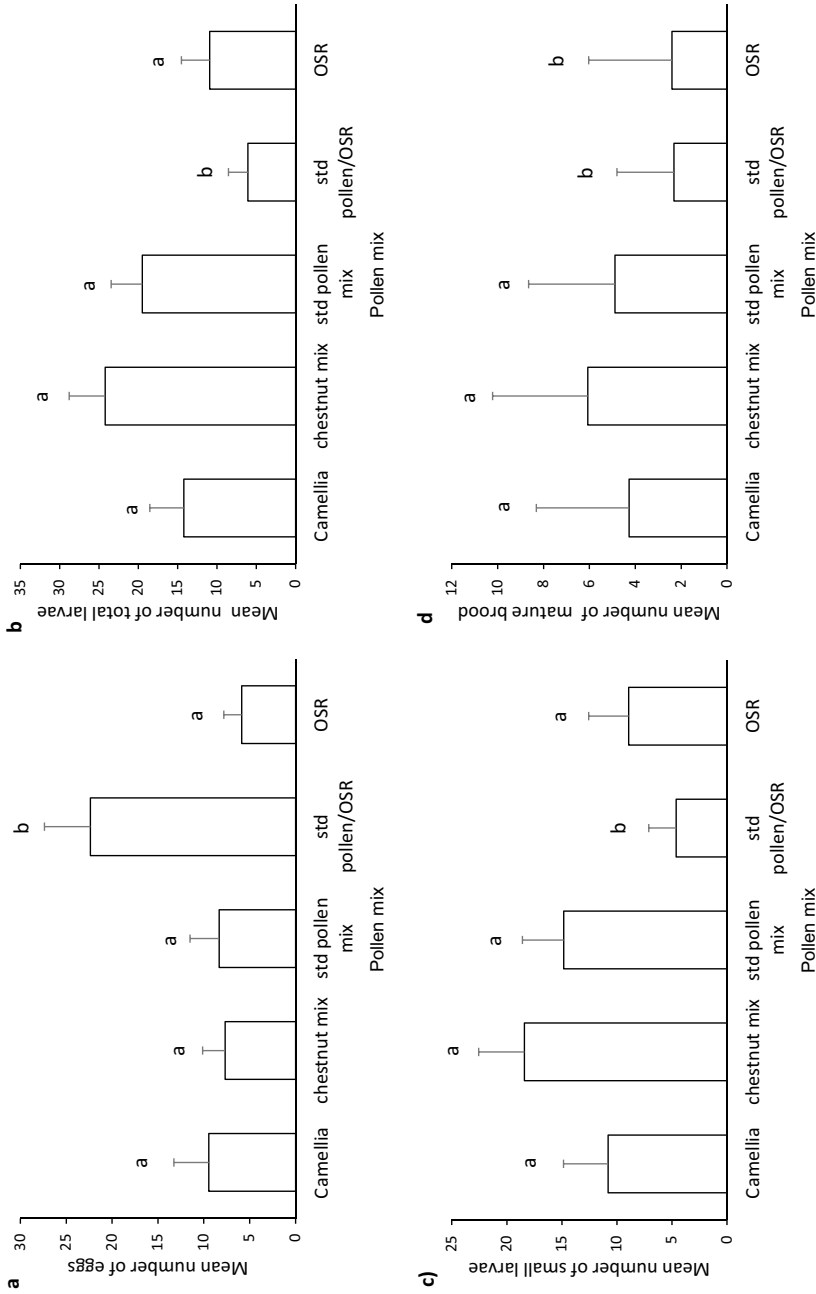 a
Mean number of eggs
30
25
20
15
10
5
0
b
a
a
a
a
Camellia
chestnut mix
std pollen
mix
std
pollen/OSR
OSR
Pollen mix
b
Mean number of total larvae
35
30
25
20
15
10
5
0
a
a
a
b
a
Camellia
chestnut mix
std pollen
mix
std
pollen/OSR
OSR
Pollen mix
c)
Mean number of small larvae
25
20
15
10
5
0
a
a
a
b
a
Camellia
chestnut mix
std pollen
mix
std
pollen/OSR
OSR
Pollen mix
d
Mean number of mature brood
12
10
8
6
4
2
0
a
a
a
b
b
Camellia
chestnut mix
std pollen
mix
std
pollen/OSR
OSR
Pollen mix